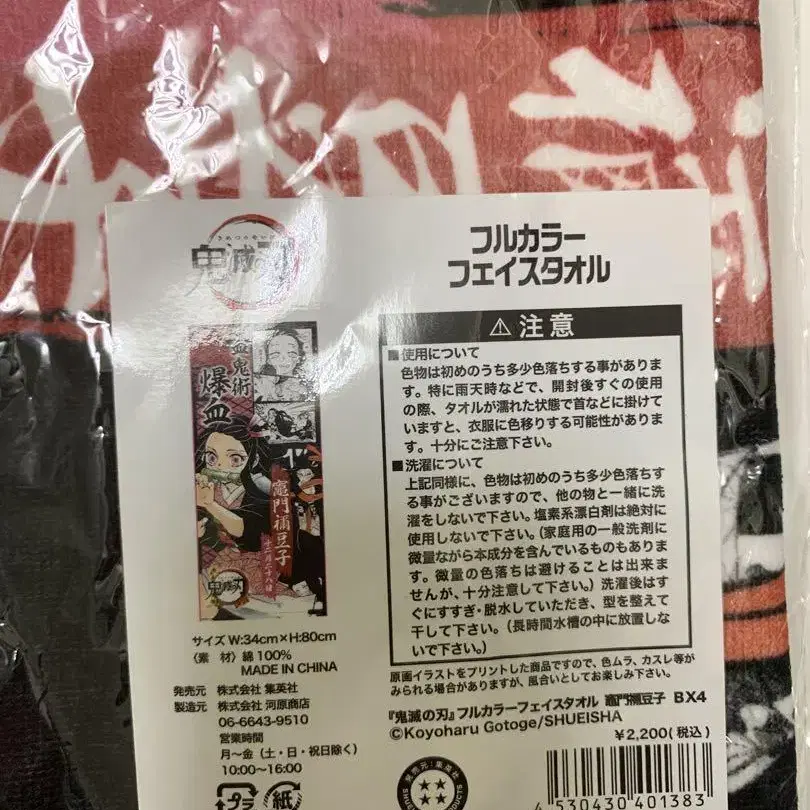 鬼滅の刃
フルカラー
フェイスタオル
⚠注意
■使用について
色物は初めのうち多少色落ちする事があります。
す。特に雨天時などで、開封後すぐの使用
の際、タオルが濡れた状態で首などに掛けて
いますと、衣服に色移りする可能性がありま
す。十分にご注意下さい。
■洗濯について
上記同様に、色物は初めのうち多少色落ちす
る事がございますので、他の物と一緒に洗
濯をしないで下さい。塩素系漂白剤は絶対に
使用しないで下さい。（家庭用の一般洗剤に
微量ながら本成分を含んでいるものもありま
す。微量の色落ちは避けることは出来ま
せんが、十分注意して下さい。）洗濯後はす
ぐにすすぎ・脱水していただき、型を整えて
干して下さい。（長時間水槽の中に放置しな
いで下さい。）
血鬼術
爆血
竈門禰豆子
鬼滅の刃
サイズ W:34cm×H:80cm
〈素 材〉綿100%
MADE IN CHINA
発売元 株式会社 集英社
製造元 株式会社 河原商店
06-6643-9510
営業時間
月~金（土・日・祝日除く）
10:00~16:00
プラ
紙
原画イラストをプリントした商品ですので、色ムラ、カスレ等が
みられる場合がありますが、風合いとしてお楽しみ下さい。
『鬼滅の刃』フルカラーフェイスタオル 竈門禰豆子 BX4
©Koyoharu Gotoge/SHUEISHA
¥2,200(税込)
発売元:集英社
4 530430 401383